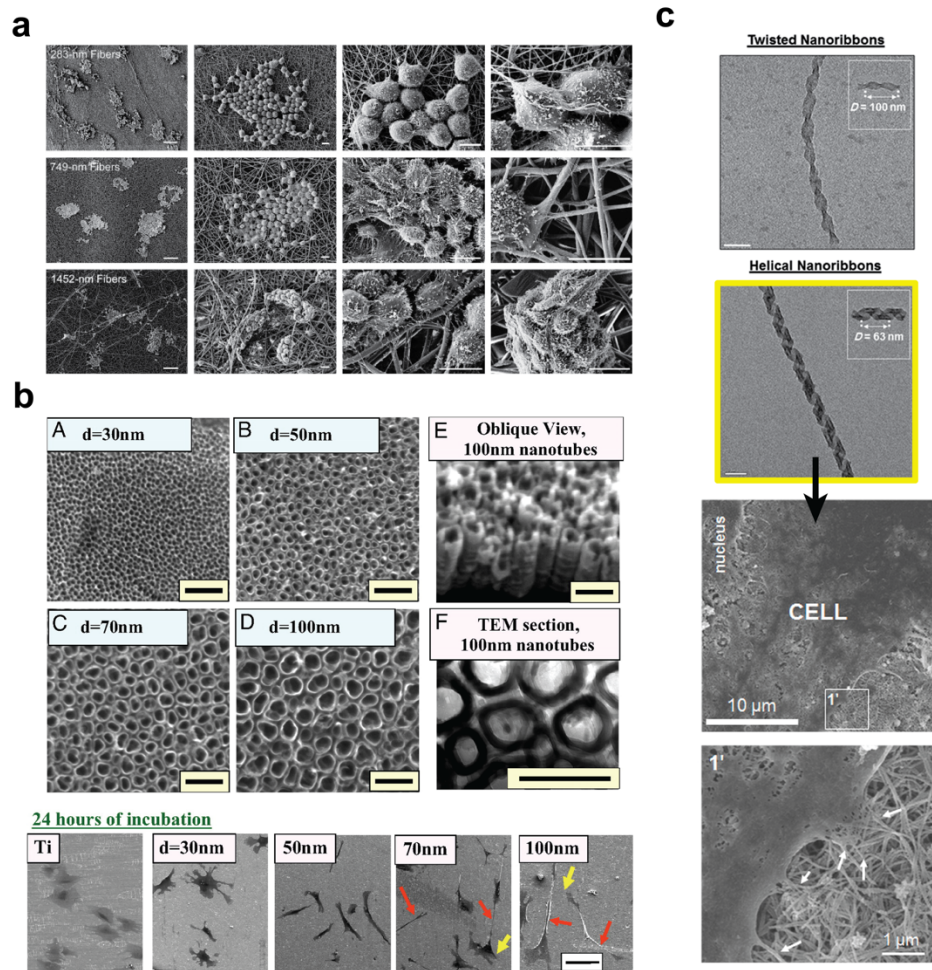 a
283-nm Fibers
749-nm Fibers
1452-nm Fibers
b
A
d=30nm
B
d=50nm
E
Oblique View,
100nm nanotubes
C
d=70nm
D
d=100nm
F
TEM section,
100nm nanotubes
24 hours of incubation
Ti
d=30nm
50nm
70nm
100nm
c
Twisted Nanoribbons
D = 100 nm
Helical Nanoribbons
D = 63 nm
nucleus
CELL
1'
10 µm
1'
1 µm